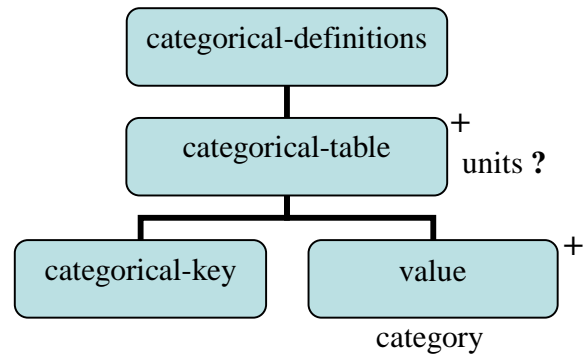 categorical-definitions
+
categorical-table
units ?
categorical-key
value
+
category